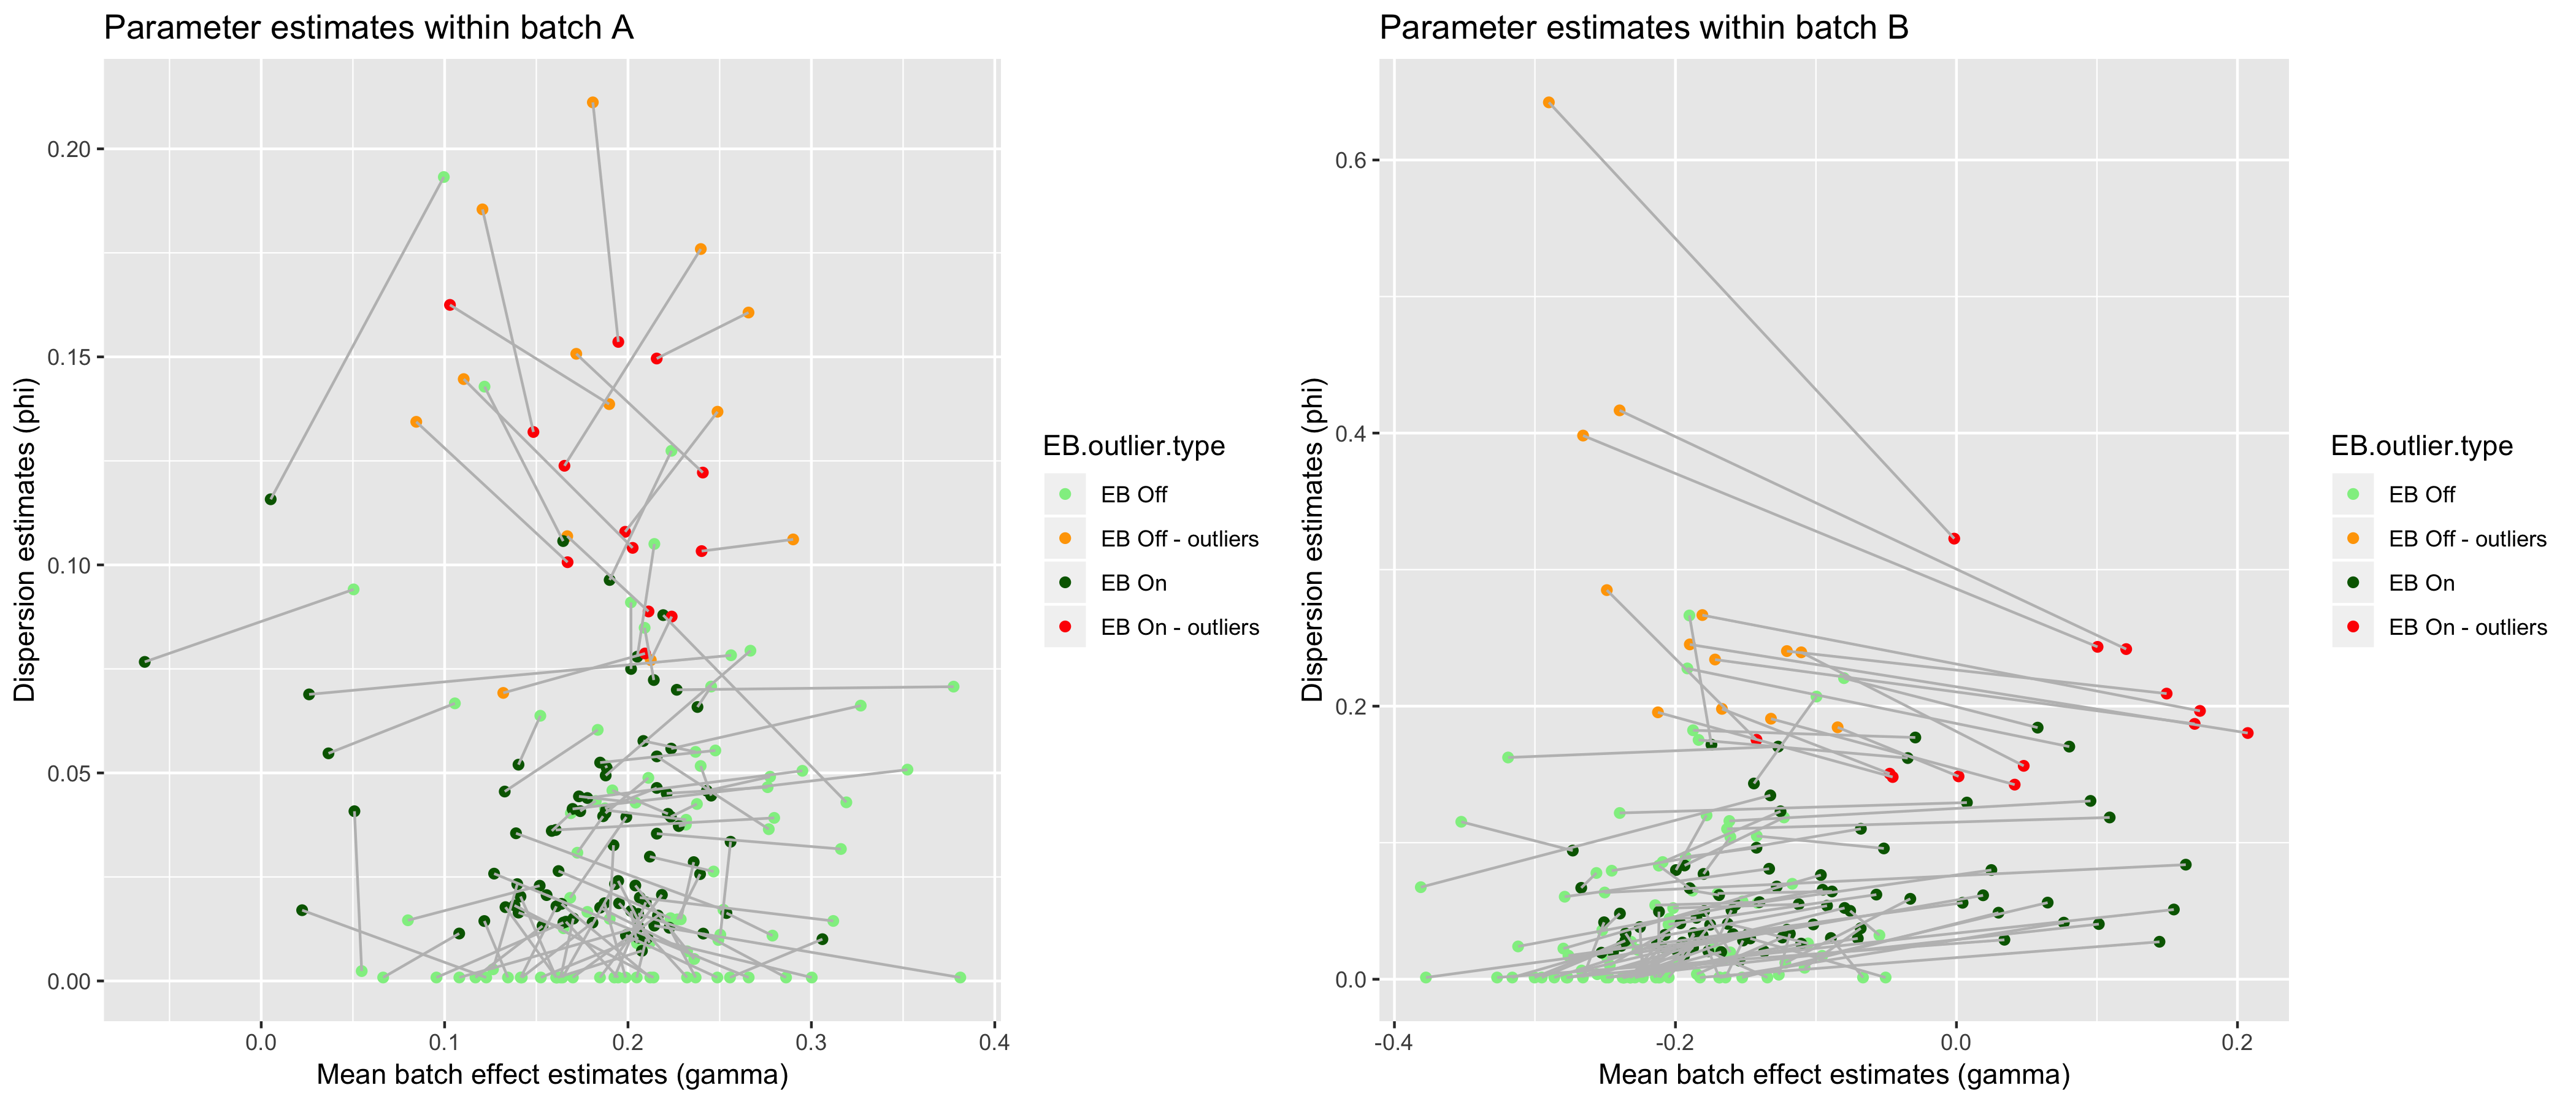 Parameter estimates within batch A
Dispersion estimates (phi)
0.20
0.15
0.10
0.05
0.00
0.0
0.1
0.2
0.3
0.4
Mean batch effect estimates (gamma)
EB.outlier.type
EB Off
EB Off - outliers
EB On
EB On - outliers
Parameter estimates within batch B
Dispersion estimates (phi)
0.6
0.4
0.2
0.0
-0.4
-0.2
0.0
0.2
Mean batch effect estimates (gamma)
EB.outlier.type
EB Off
EB Off - outliers
EB On
EB On - outliers